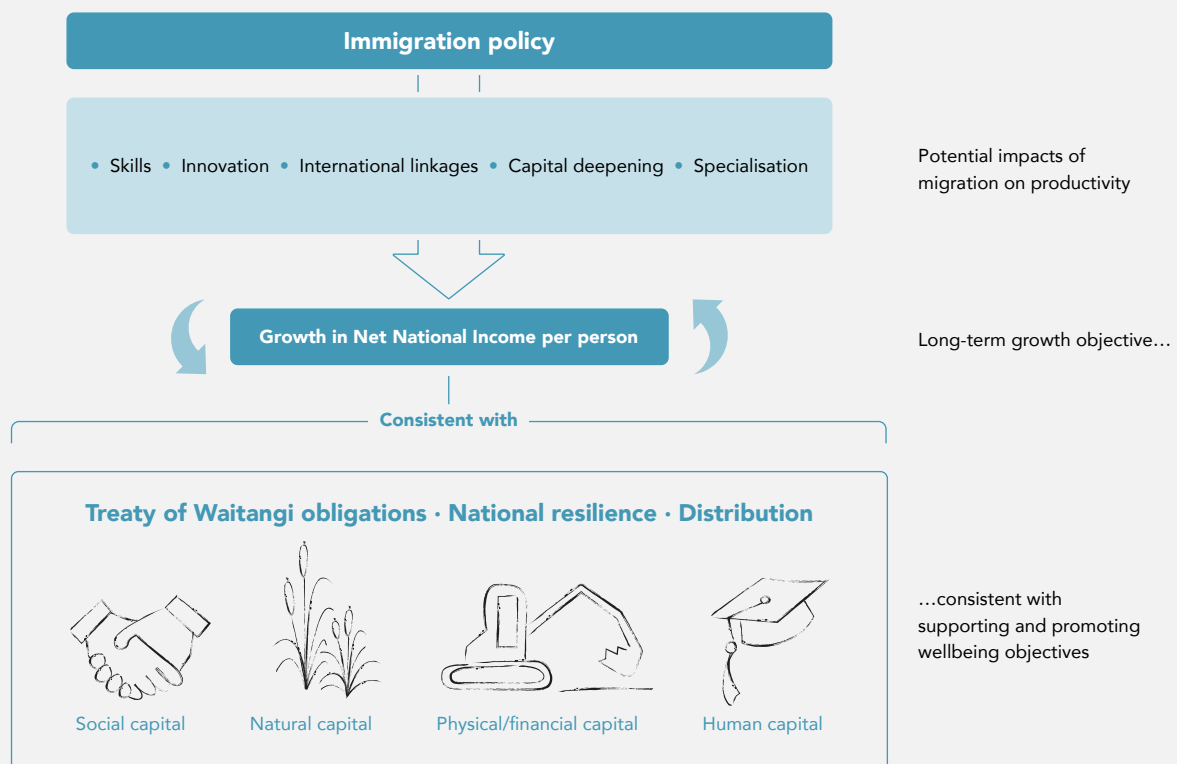 Immigration policy
• Skills • Innovation • International linkages • Capital deepening • Specialisation
Potential impacts of
migration on productivity
Growth in Net National Income per person
Long-term growth objective…
Consistent with
Treaty of Waitangi obligations · National resilience · Distribution
Social capital
Natural capital
Physical/financial capital
Human capital
…consistent with
supporting and promoting
wellbeing objectives